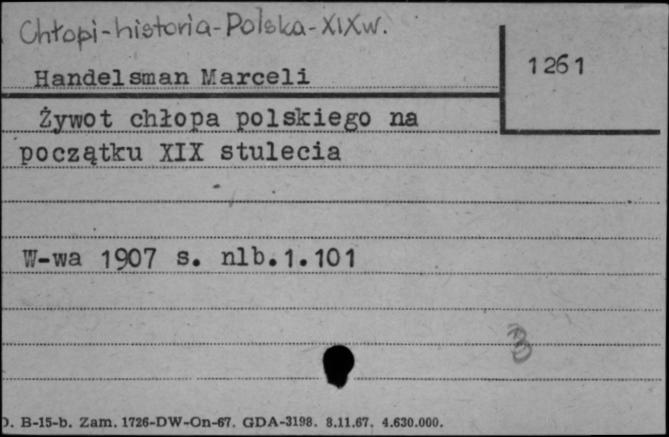 Chłopi-historia-Polska-XIXw.
Handelsman Marceli
1261
Żywot chłopa polskiego na
początku XIX stulecia
W-wa 1907 s. nlb.1.101
3
D. B-15-b. Zam. 1726-DW-On-67. GDA-3198. 8.11.67. 4.630.000.